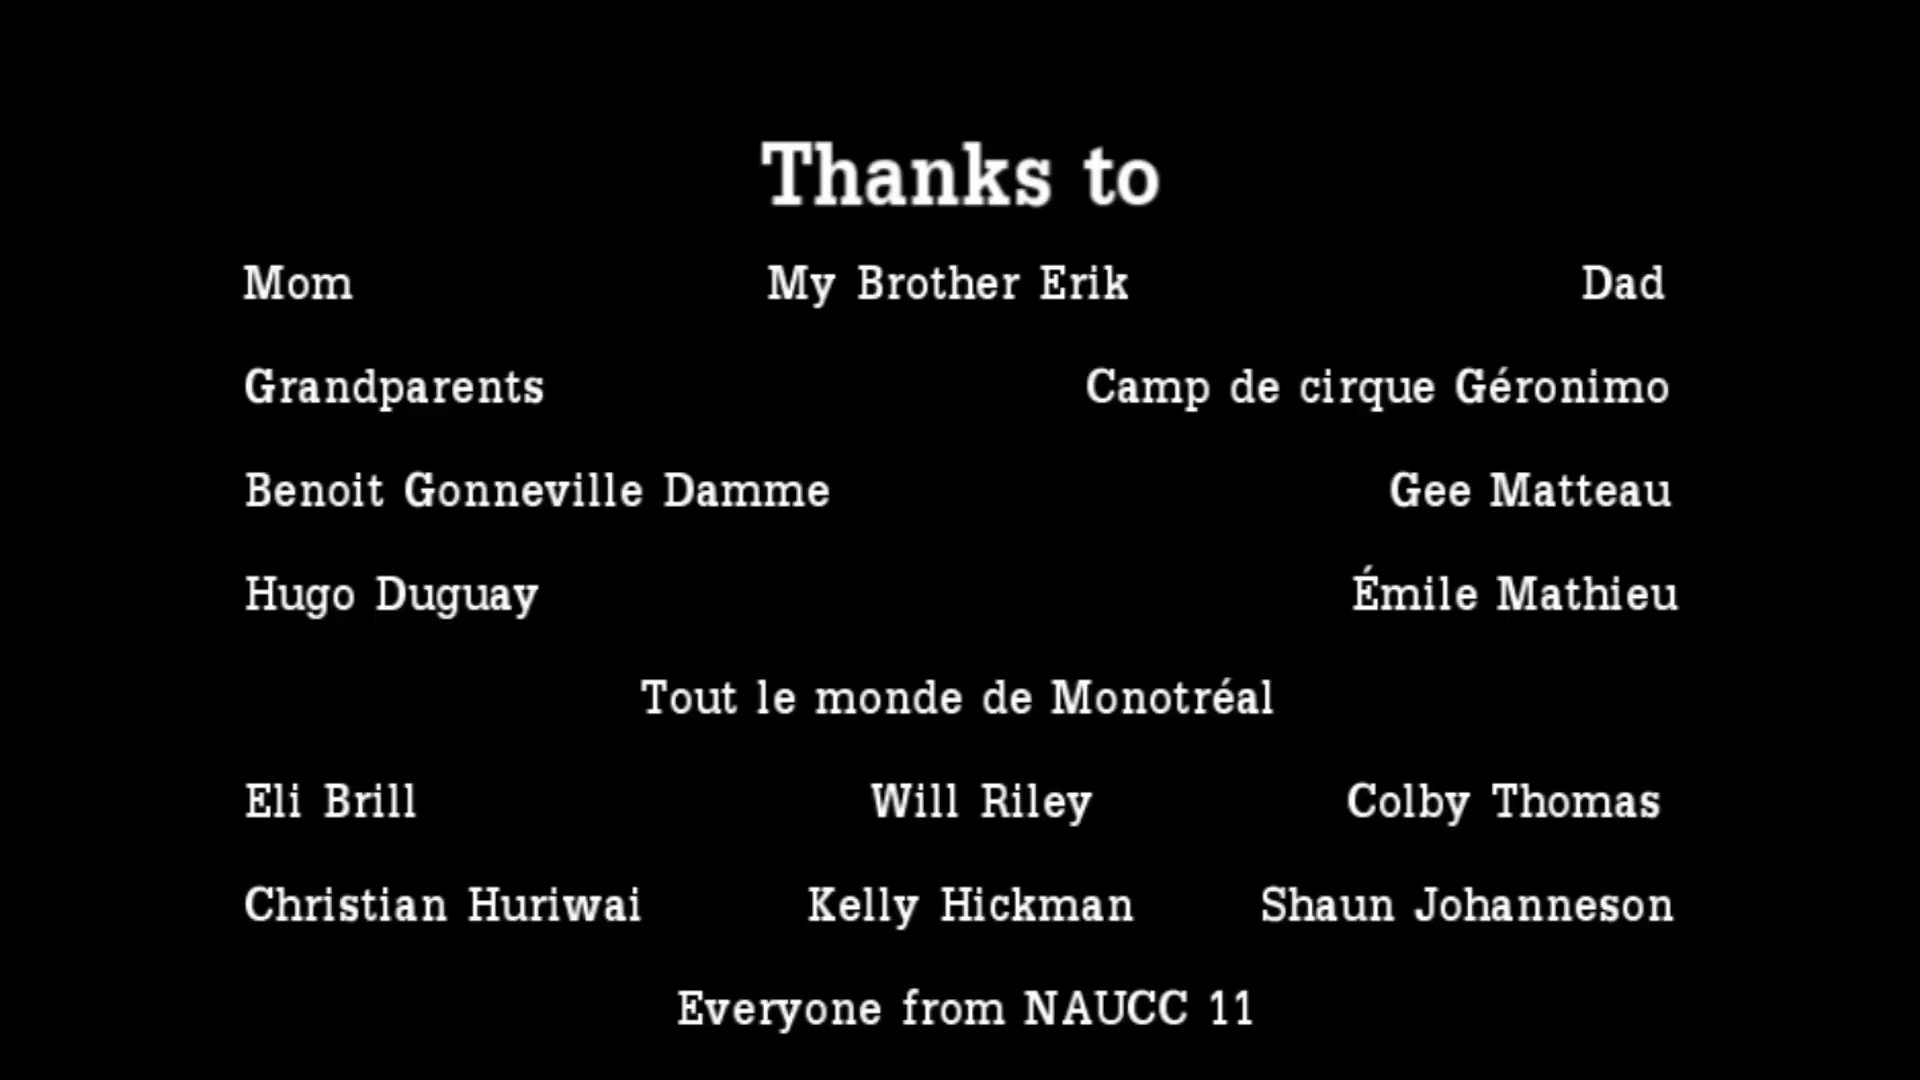 Thanks to
Mom My Brother Erik Dad
Grandparents Camp de cirque Géronimo
Benoit Gonneville Damme Gee Matteau
Hugo Duguay Émile Mathieu
Tout le monde de Monotréal
Eli Brill Will Riley Colby Thomas
Christian Huriwai Kelly Hickman Shaun Johanneson
Everyone from NAUCC 11